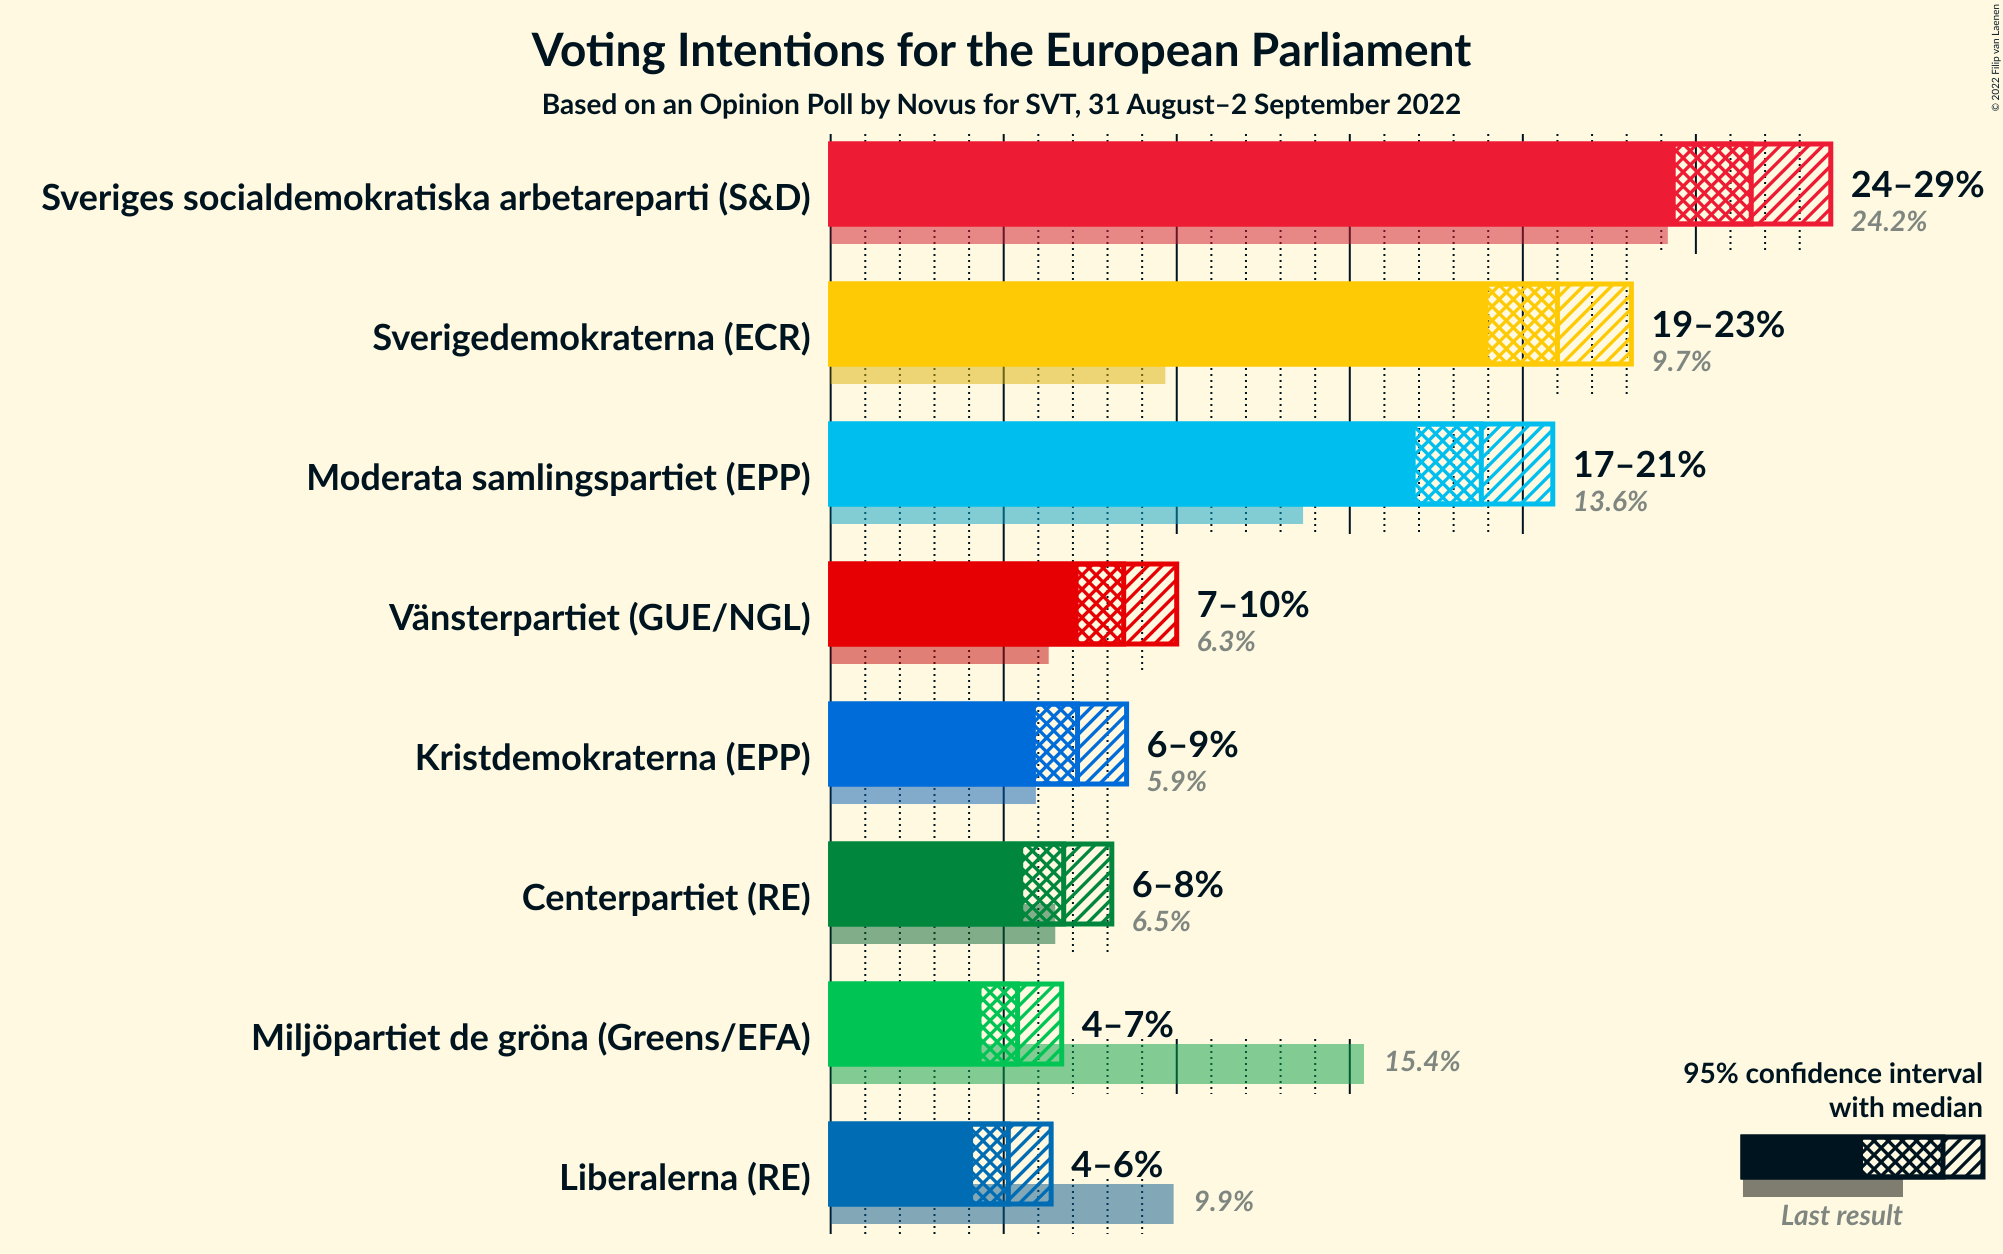 Voting Intentions for the European Parliament
Based on an Opinion Poll by Novus for SVT, 31 August–2 September 2022
© 2022 Filip van Laenen
Sveriges socialdemokratiska arbetareparti (S&D)
24–29%
24.2%
Sverigedemokraterna (ECR)
19–23%
9.7%
Moderata samlingspartiet (EPP)
17–21%
13.6%
Vänsterpartiet (GUE/NGL)
7–10%
6.3%
Kristdemokraterna (EPP)
6–9%
5.9%
Centerpartiet (RE)
6–8%
6.5%
Miljöpartiet de gröna (Greens/EFA)
4–7%
15.4%
Liberalerna (RE)
4–6%
9.9%
95% confidence interval
with median
Last result